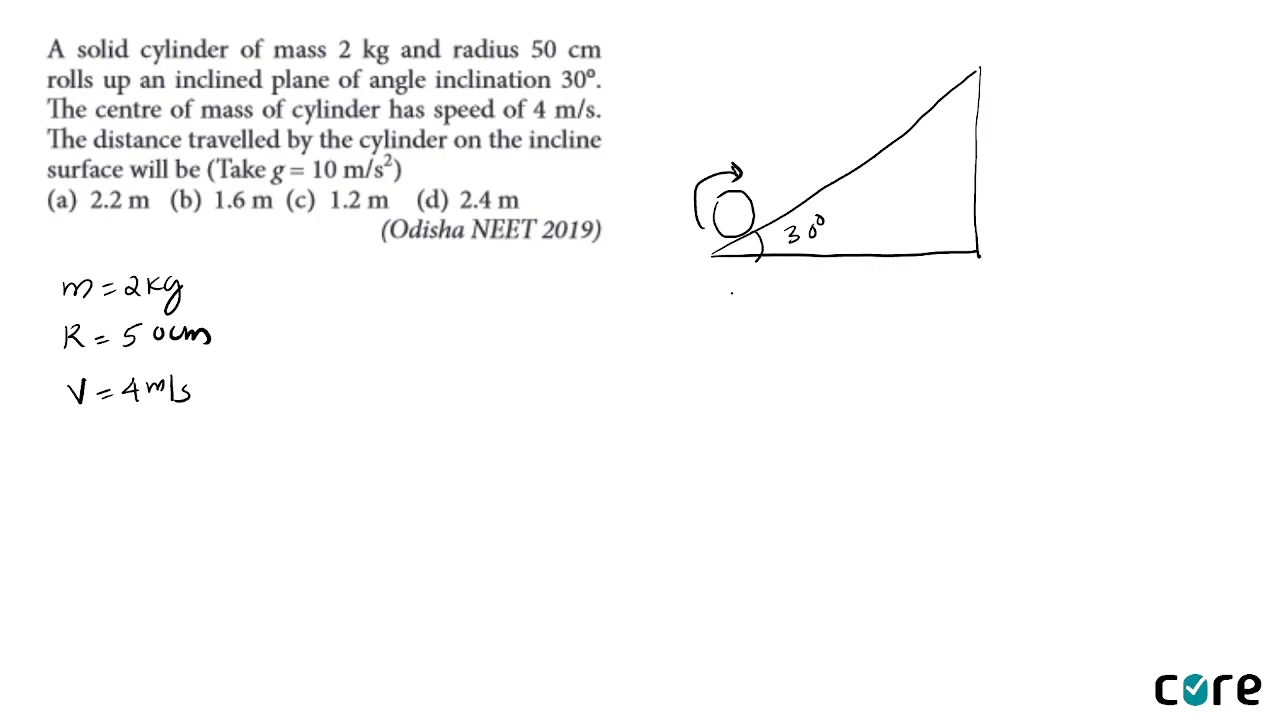 A solid cylinder of mass 2 kg and radius 50 cm
rolls up an inclined plane of angle inclination 30°.
The centre of mass of cylinder has speed of 4 m/s.
The distance travelled by the cylinder on the incline
surface will be (Take g = 10 m/s²)
(a) 2.2 m (b) 1.6 m (c) 1.2 m (d) 2.4 m
(Odisha NEET 2019)
m = 2kg
R = 50cm
V = 4m/s
30°
core